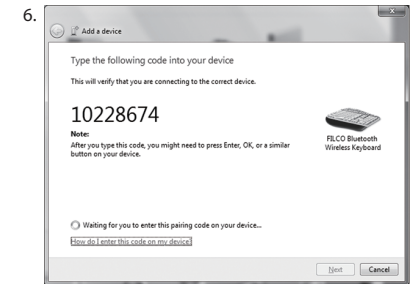 6.
Add a device
Type the following code into your device
This will verify that you are connecting to the correct device.
10228674
Note:
After you type this code, you might need to press Enter, OK, or a similar
button on your device.
FILCO Bluetooth
Wireless Keyboard
Waiting for you to enter this pairing code on your device...
How do I enter this code on my device?
Next
Cancel